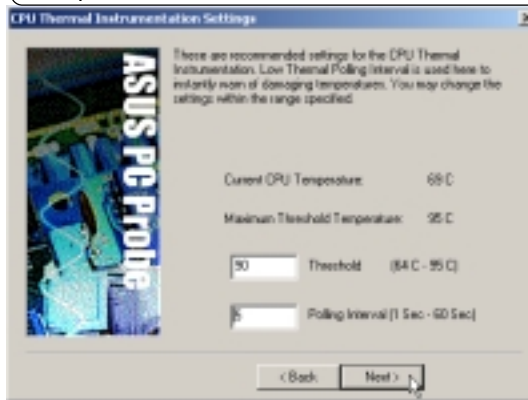 CPU Thermal Instrumentation Settings
ASUS PC Probe
These are recommended settings for the CPU Thermal
Instrumentation. Low Thermal Polling Interval is used here to
instantly warn of damaging temperatures. You may change the
settings within the range specified.
Current CPU Temperature: 69 C
Maximum Threshold Temperature: 95 C
90 Threshold (64 C - 95 C)
Polling Interval (1 Sec - 60 Sec)
< Back Next >